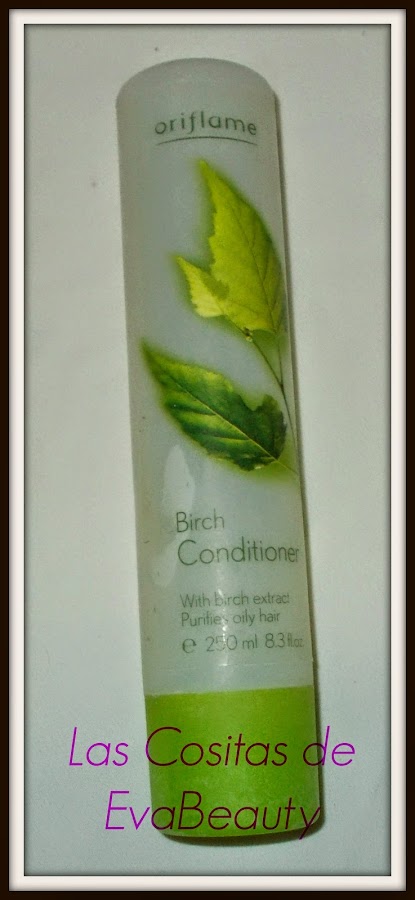 oriflame
Birch
Conditioner
With birch extract
Purifies oily hair
e 250 ml 8.3 fl.oz.
Las Cositas de
EvaBeauty